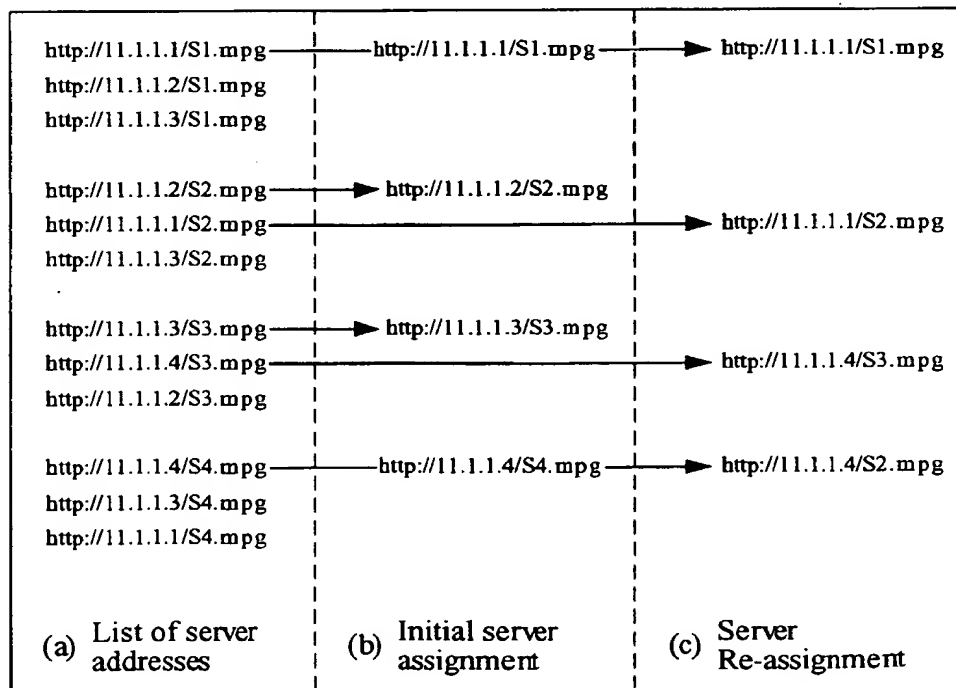 http://11.1.1.1/S1.mpg http://11.1.1.1/S1.mpg http://11.1.1.1/S1.mpg
http://11.1.1.2/S1.mpg
http://11.1.1.3/S1.mpg
http://11.1.1.2/S2.mpg http://11.1.1.2/S2.mpg
http://11.1.1.1/S2.mpg http://11.1.1.1/S2.mpg
http://11.1.1.3/S2.mpg
http://11.1.1.3/S3.mpg http://11.1.1.3/S3.mpg
http://11.1.1.4/S3.mpg http://11.1.1.4/S3.mpg
http://11.1.1.2/S3.mpg
http://11.1.1.4/S4.mpg http://11.1.1.4/S4.mpg http://11.1.1.4/S2.mpg
http://11.1.1.3/S4.mpg
http://11.1.1.1/S4.mpg
(a) List of server
addresses
(b) Initial server
assignment
(c) Server
Re-assignment